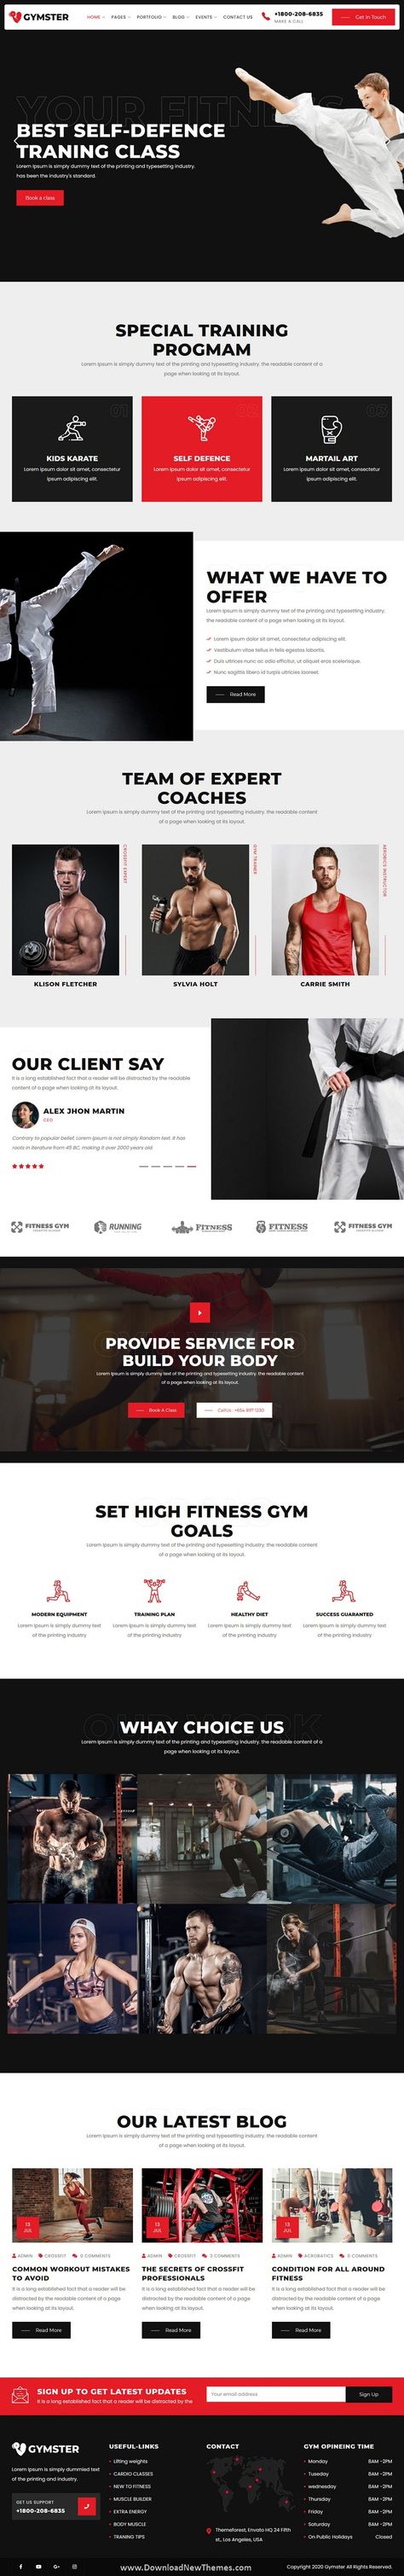 GYMSTER
HOME PAGES PORTFOLIO BLOG EVENTS CONTACT US
+1800-208-6835
MAKE A CALL
Get in Touch
YOUR FITNESS
BEST SELF-DEFENCE
TRANING CLASS
Lorem Ipsum is simply dummy text of the printing and typesetting industry.
has been the industry's standard.
Book a class
SPECIAL TRAINING
PROGMAM
Lorem Ipsum is simply dummy text of the printing and typesetting industry. the readable content of a
page when looking at its layout.
01
KIDS KARATE
Lorem ipsum dolor sit amet, consectetur
ipsum adipiscing elit.
02
SELF DEFENCE
Lorem ipsum dolor sit amet, consectetur
ipsum adipiscing elit.
03
MARTAIL ART
Lorem ipsum dolor sit amet, consectetur
ipsum adipiscing elit.
WHAT WE HAVE TO
OFFER
Lorem Ipsum is simply dummy text of the printing and typesetting industry.
the readable content of a page when looking at its layout.
Lorem ipsum dolor sit amet, consectetur adipiscing elit.
Vestibulum vitae tellus in felis egestas lobortis.
Duis ultrices nunc ac odio efficitur, ut aliquet eros scelerisque.
Nunc sagittis libero id turpis ultricies laoreet.
Read More
TEAM OF EXPERT
COACHES
Lorem Ipsum is simply dummy text of the printing and typesetting industry. the readable content
of a page when looking at its layout.
CROSSFIT EXPERT
KLISON FLETCHER
GYM TRAINER
SYLVIA HOLT
AEROBICS INSTRUCTOR
CARRIE SMITH
OUR CLIENT SAY
It is a long established fact that a reader will be distracted by the readable
content of a page when looking at its layout.
ALEX JHON MARTIN
CEO
Contrary to popular belief, Lorem Ipsum is not simply Random text. It has
roots in literature from 45 BC, making it over 2000 years old.
FITNESS GYM
RUNNING
FITNESS
FITNESS
FITNESS GYM
PROVIDE SERVICE FOR
BUILD YOUR BODY
Lorem Ipsum is simply dummy text of the printing and typesetting industry. the readable content
of a page when looking at its layout.
Book A Class
Call Us : +654 897 1230
SET HIGH FITNESS GYM
GOALS
Lorem Ipsum is simply dummy text of the printing and typesetting industry. the readable content
of a page when looking at its layout.
MODERN EQUIPMENT
Lorem Ipsum is simply dummy text
of the printing industry
TRAINING PLAN
Lorem Ipsum is simply dummy text
of the printing industry
HEALTHY DIET
Lorem Ipsum is simply dummy text
of the printing industry
SUCCESS GUARANTED
Lorem Ipsum is simply dummy text
of the printing industry
OUR WORK
WHAY CHOICE US
Lorem Ipsum is simply dummy text of the printing and typesetting industry. the readable content of a
page when looking at its layout.
OUR LATEST BLOG
Lorem Ipsum is simply dummy text of the printing and typesetting industry. the readable content
of a page when looking at its layout.
13
JUL
ADMIN CROSSFIT 0 COMMENTS
COMMON WORKOUT MISTAKES
TO AVOID
It is a long established fact that a reader will be
distracted by the readable content of a page
when looking at its layout.
Read More
13
JUL
ADMIN CROSSFIT 3 COMMENTS
THE SECRETS OF CROSSFIT
PROFESSIONALS
It is a long established fact that a reader will be
distracted by the readable content of a page
when looking at its layout.
Read More
13
JUL
ADMIN ACROBATICS 0 COMMENTS
CONDITION FOR ALL AROUND
FITNESS
It is a long established fact that a reader will be
distracted by the readable content of a page
when looking at its layout.
Read More
SIGN UP TO GET LATEST UPDATES
It is a long established fact that a reader will be distracted by the
Your email address
Sign Up
GYMSTER
Lorem Ipsum is simply dummied text
of the printing and industry.
GET US SUPPORT
+1800-208-6835
USEFUL-LINKS
Lifting weights
CARDIO CLASSES
NEW TO FITNESS
MUSCLE BUILDER
EXTRA ENERGY
BODY MUSCLE
TRANING TIPS
CONTACT
Themeforest, Envato HQ 24 Fifth
st., Los Angeles, USA
GYM OPINEING TIME
Monday 8AM -2PM
Tuseday 8AM -2PM
wednesday 8AM -2PM
Thursday 8AM -2PM
Friday 8AM -2PM
Saturday 8AM -2PM
On Public Holidays Closed
www.DownloadNewThemes.com
Copyright 2020 Gymster All Rights Reserved.